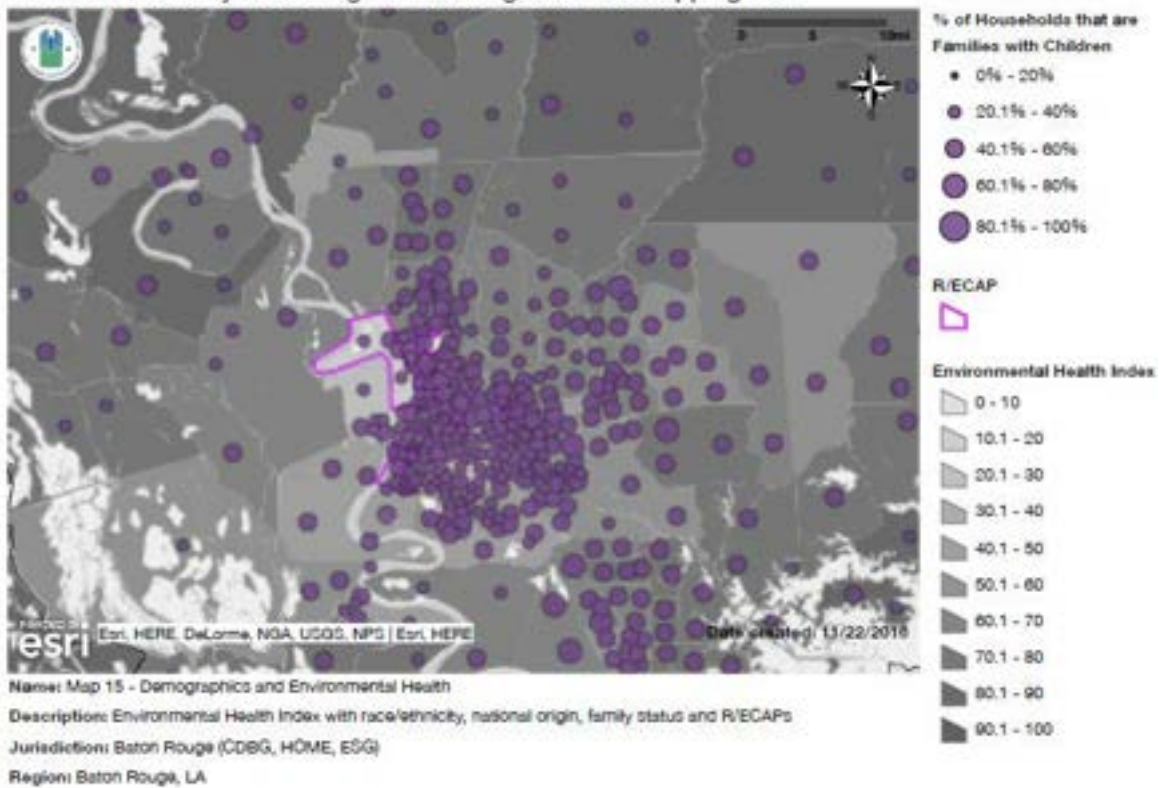 0 5 10mi
Esri, HERE, DeLorme, NGA, USGS, NPS | Esri, HERE
Date created: 11/22/2016
POWERED BY
esri
% of Households that are
Families with Children
0% - 20%
20.1% - 40%
40.1% - 60%
60.1% - 80%
80.1% - 100%
R/ECAP
Environmental Health Index
0 - 10
10.1 - 20
20.1 - 30
30.1 - 40
40.1 - 50
50.1 - 60
60.1 - 70
70.1 - 80
80.1 - 90
90.1 - 100
Name: Map 15 - Demographics and Environmental Health
Description: Environmental Health Index with race/ethnicity, national origin, family status and R/ECAPs
Jurisdiction: Baton Rouge (CDBG, HOME, ESG)
Region: Baton Rouge, LA